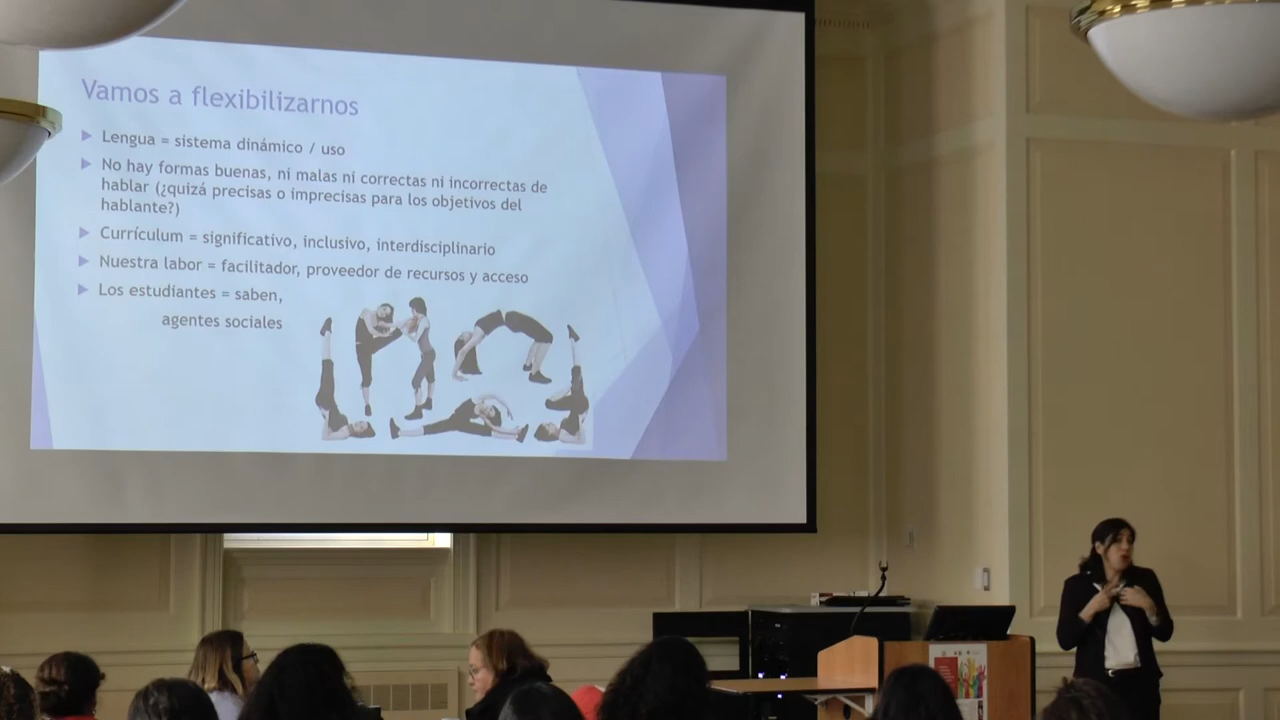 Vamos a flexibilizarnos
Lengua = sistema dinámico / uso
No hay formas buenas, ni malas ni correctas ni incorrectas de
hablar (¿quizá precisas o imprecisas para los objetivos del
hablante?)
Currículum = significativo, inclusivo, interdisciplinario
Nuestra labor = facilitador, proveedor de recursos y acceso
Los estudiantes = saben,
agentes sociales